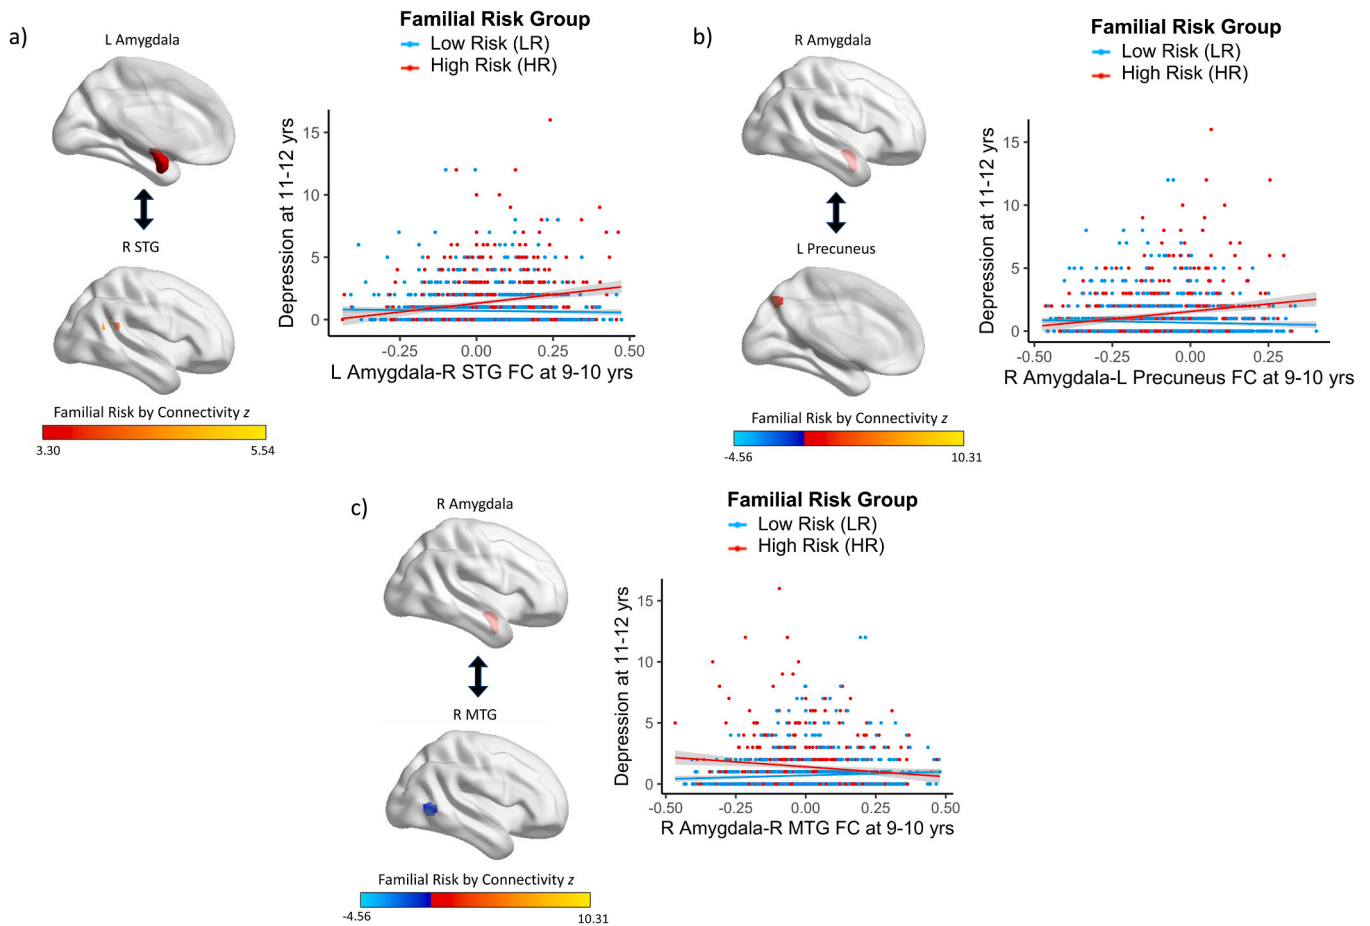 a)
L Amygdala
R STG
Familial Risk by Connectivity z
3.30
5.54
Familial Risk Group
Low Risk (LR)
High Risk (HR)
Depression at 11-12 yrs
15
10
5
0
-0.25
0.00
0.25
0.50
L Amygdala-R STG FC at 9-10 yrs
b)
R Amygdala
L Precuneus
Familial Risk by Connectivity z
-4.56
10.31
Familial Risk Group
Low Risk (LR)
High Risk (HR)
Depression at 11-12 yrs
15
10
5
0
-0.50
-0.25
0.00
0.25
R Amygdala-L Precuneus FC at 9-10 yrs
c)
R Amygdala
R MTG
Familial Risk by Connectivity z
-4.56
10.31
Familial Risk Group
Low Risk (LR)
High Risk (HR)
Depression at 11-12 yrs
15
10
5
0
-0.50
-0.25
0.00
0.25
0.50
R Amygdala-R MTG FC at 9-10 yrs